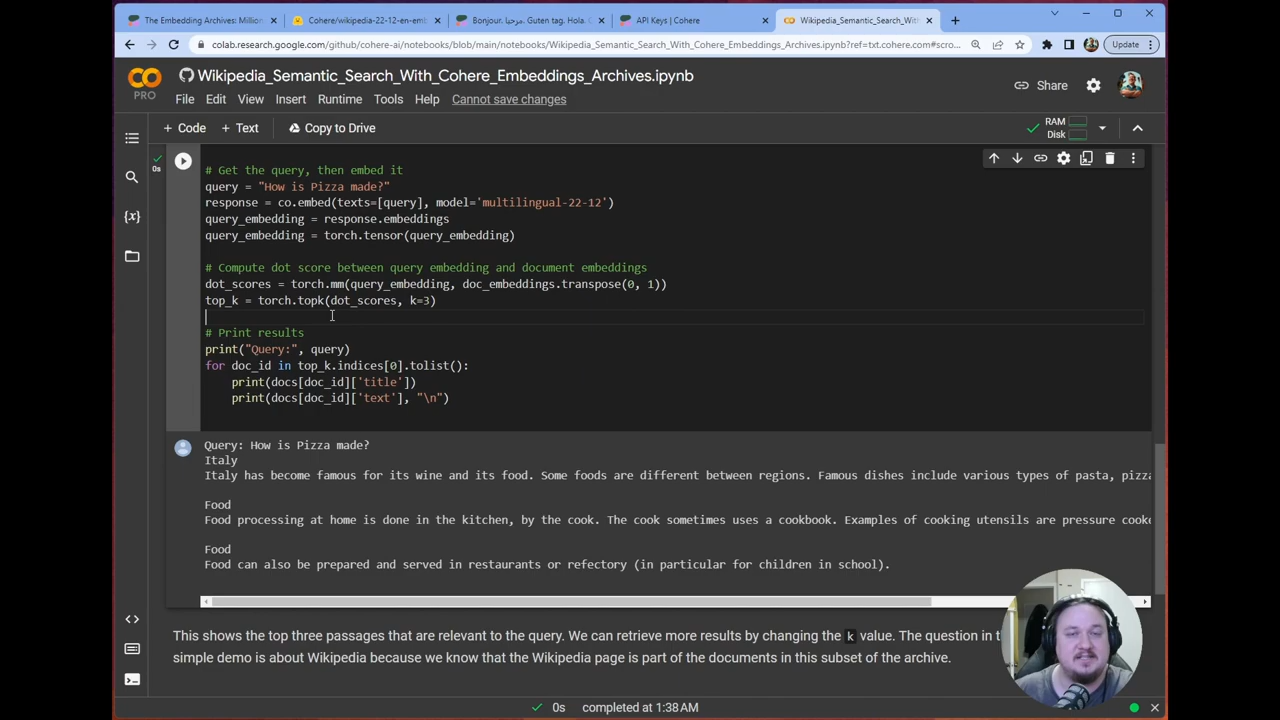 The Embedding Archives: Million
Cohere/wikipedia-22-12-en-emb
Bonjour. مرحبا. Guten tag. Hola.
API Keys | Cohere
Wikipedia_Semantic_Search_With
colab.research.google.com/github/cohere-ai/notebooks/blob/main/notebooks/Wikipedia_Semantic_Search_With_Cohere_Embeddings_Archives.ipynb?ref=txt.cohere.com#scro...
Update
PRO
Wikipedia_Semantic_Search_With_Cohere_Embeddings_Archives.ipynb
Share
File Edit View Insert Runtime Tools Help Cannot save changes
+ Code + Text Copy to Drive
RAM
Disk
0s
# Get the query, then embed it
query = "How is Pizza made?"
response = co.embed(texts=[query], model='multilingual-22-12')
query_embedding = response.embeddings
query_embedding = torch.tensor(query_embedding)
# Compute dot score between query embedding and document embeddings
dot_scores = torch.mm(query_embedding, doc_embeddings.transpose(0, 1))
top_k = torch.topk(dot_scores, k=3)
# Print results
print("Query:", query)
for doc_id in top_k.indices[0].tolist():
print(docs[doc_id]['title'])
print(docs[doc_id]['text'], "\n")
Query: How is Pizza made?
Italy
Italy has become famous for its wine and its food. Some foods are different between regions. Famous dishes include various types of pasta, pizza
Food
Food processing at home is done in the kitchen, by the cook. The cook sometimes uses a cookbook. Examples of cooking utensils are pressure cooke
Food
Food can also be prepared and served in restaurants or refectory (in particular for children in school).
This shows the top three passages that are relevant to the query. We can retrieve more results by changing the k value. The question in t
simple demo is about Wikipedia because we know that the Wikipedia page is part of the documents in this subset of the archive.
0s completed at 1:38 AM